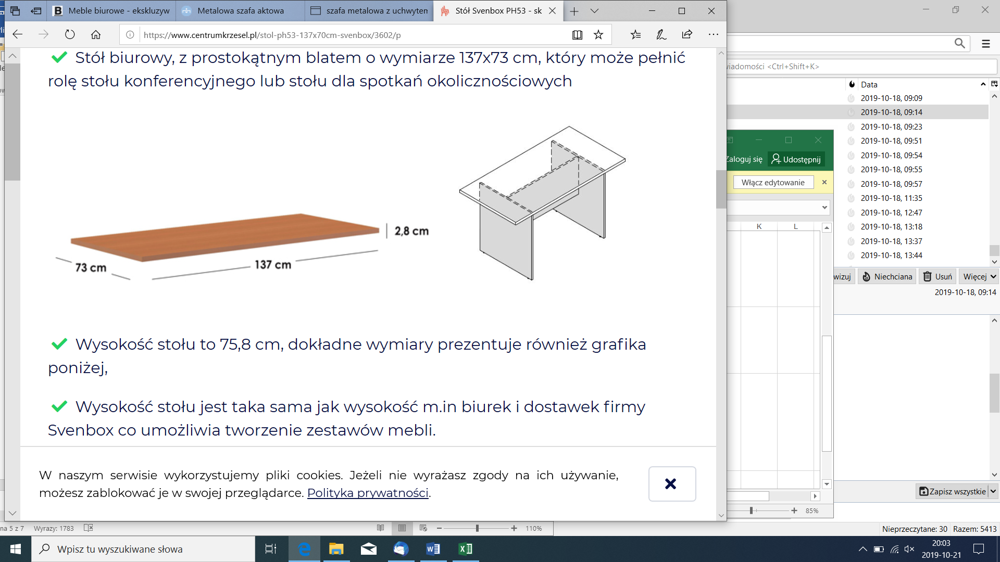 Meble biurowe - ekskluzyw
Metalowa szafa aktowa
szafa metalowa z uchwytem
Stół Svenbox PH53 - sk
https://www.centrumkrzesel.pl/stol-ph53-137x70cm-svenbox/3602/p
Stół biurowy, z prostokątnym blatem o wymiarze 137x73 cm, który może pełnić
rolę stołu konferencyjnego lub stołu dla spotkań okolicznościowych
2,8 cm
73 cm
137 cm
Wysokość stołu to 75,8 cm, dokładne wymiary prezentuje również grafika
poniżej,
Wysokość stołu jest taka sama jak wysokość m.in biurek i dostawek firmy
Svenbox co umożliwia tworzenie zestawów mebli.
W naszym serwisie wykorzystujemy pliki cookies. Jeżeli nie wyrażasz zgody na ich używanie,
możesz zablokować je w swojej przeglądarce. Polityka prywatności.
iadomości <Ctrl+Shift+K>
Data
2019-10-18, 09:09
2019-10-18, 09:14
2019-10-18, 09:23
2019-10-18, 09:51
2019-10-18, 09:54
2019-10-18, 09:55
2019-10-18, 09:57
2019-10-18, 11:35
2019-10-18, 12:47
2019-10-18, 13:18
2019-10-18, 13:37
2019-10-18, 13:44
Zaloguj się
Udostępnij
Włącz edytowanie
K
L
wizuj
Niechciana
Usuń
Więcej
2019-10-18, 09:14
Zapisz wszystkie
85%
na 5 z 7
Wyrazy: 1783
110%
Nieprzeczytane: 30
Razem: 5413
Wpisz tu wyszukiwane słowa
20:03
2019-10-21